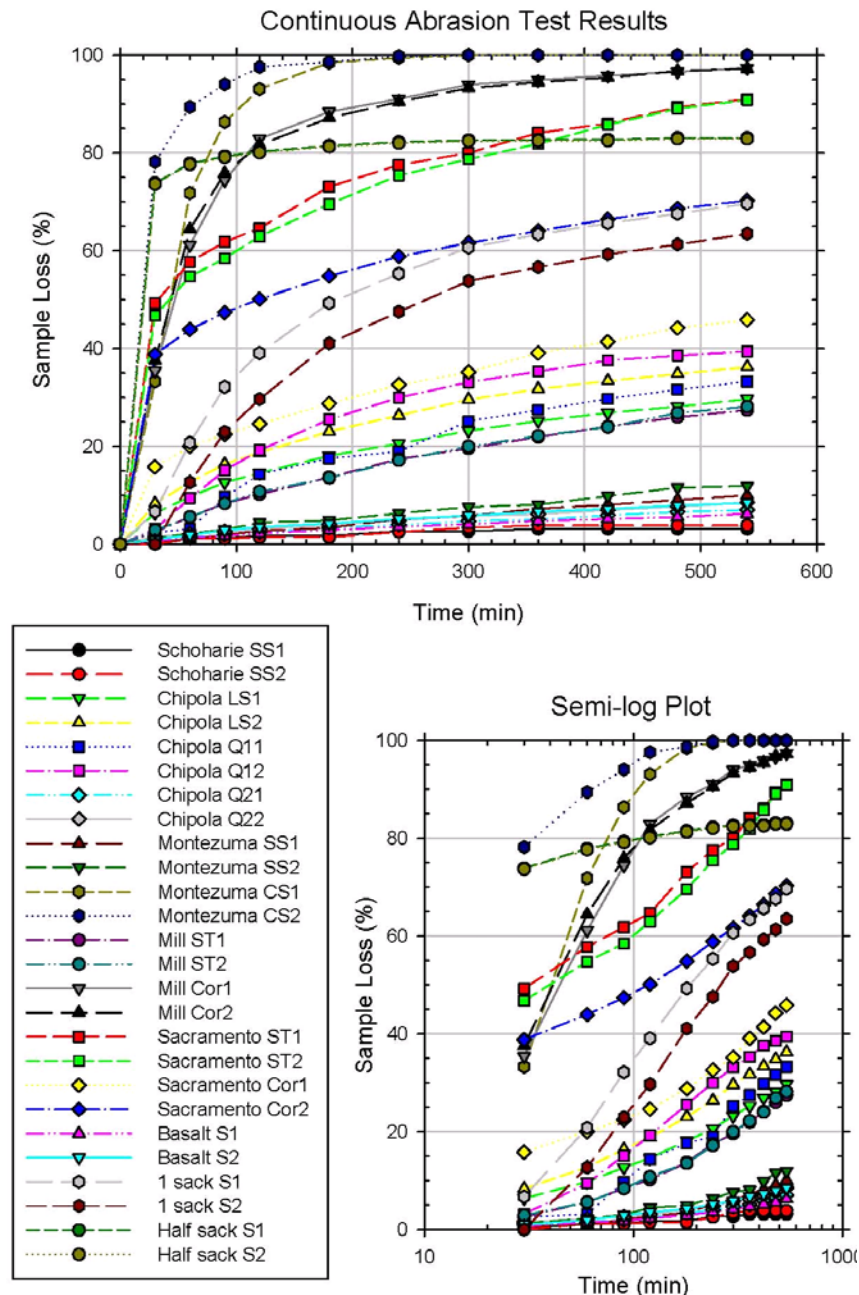 Continuous Abrasion Test Results
100
80
60
40
20
0
Sample Loss (%)
0 100 200 300 400 500 600
Time (min)
Schoharie SS1
Schoharie SS2
Chipola LS1
Chipola LS2
Chipola Q11
Chipola Q12
Chipola Q21
Chipola Q22
Montezuma SS1
Montezuma SS2
Montezuma CS1
Montezuma CS2
Mill ST1
Mill ST2
Mill Cor1
Mill Cor2
Sacramento ST1
Sacramento ST2
Sacramento Cor1
Sacramento Cor2
Basalt S1
Basalt S2
1 sack S1
1 sack S2
Half sack S1
Half sack S2
Semi-log Plot
100
80
60
40
20
0
Sample Loss (%)
10 100 1000
Time (min)